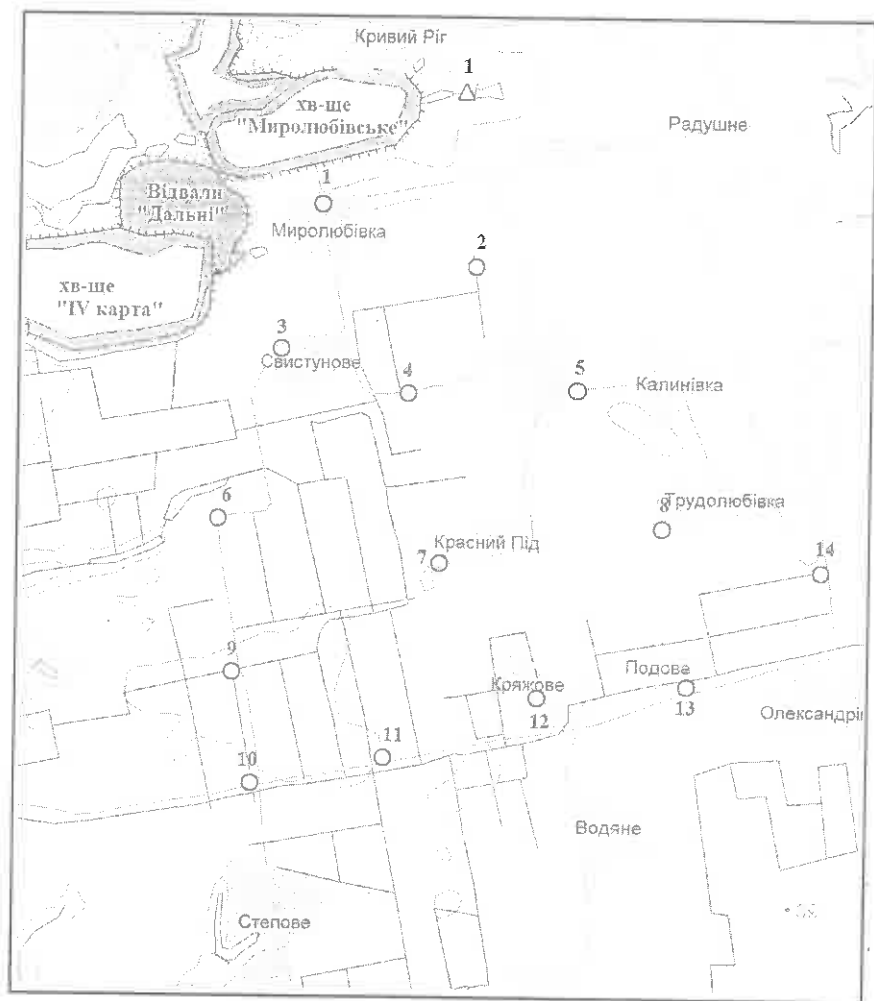 Кривий Ріг
1
хв-ще
"Миролюбівське"
Радушне
Відвали
"Дальні"
1
Миролюбівка
2
хв-ще
"IV карта"
3
Свистунове
4
5
Калинівка
6
8
Трудолюбівка
7
Красний Під
14
9
Кряжове
12
Подове
13
Олександрі
10
11
Водяне
Степове